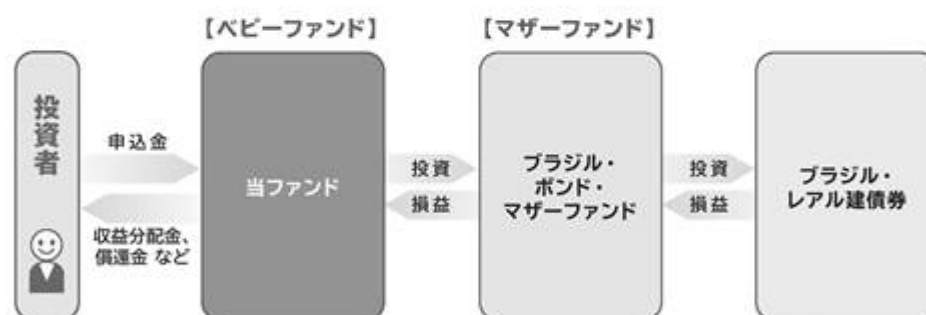 【ベビーファンド】
【マザーファンド】
投資者
申込金
収益分配金、
償還金 など
当ファンド
投資
損益
ブラジル・
ボンド・
マザーファンド
投資
損益
ブラジル・
レアル建債券